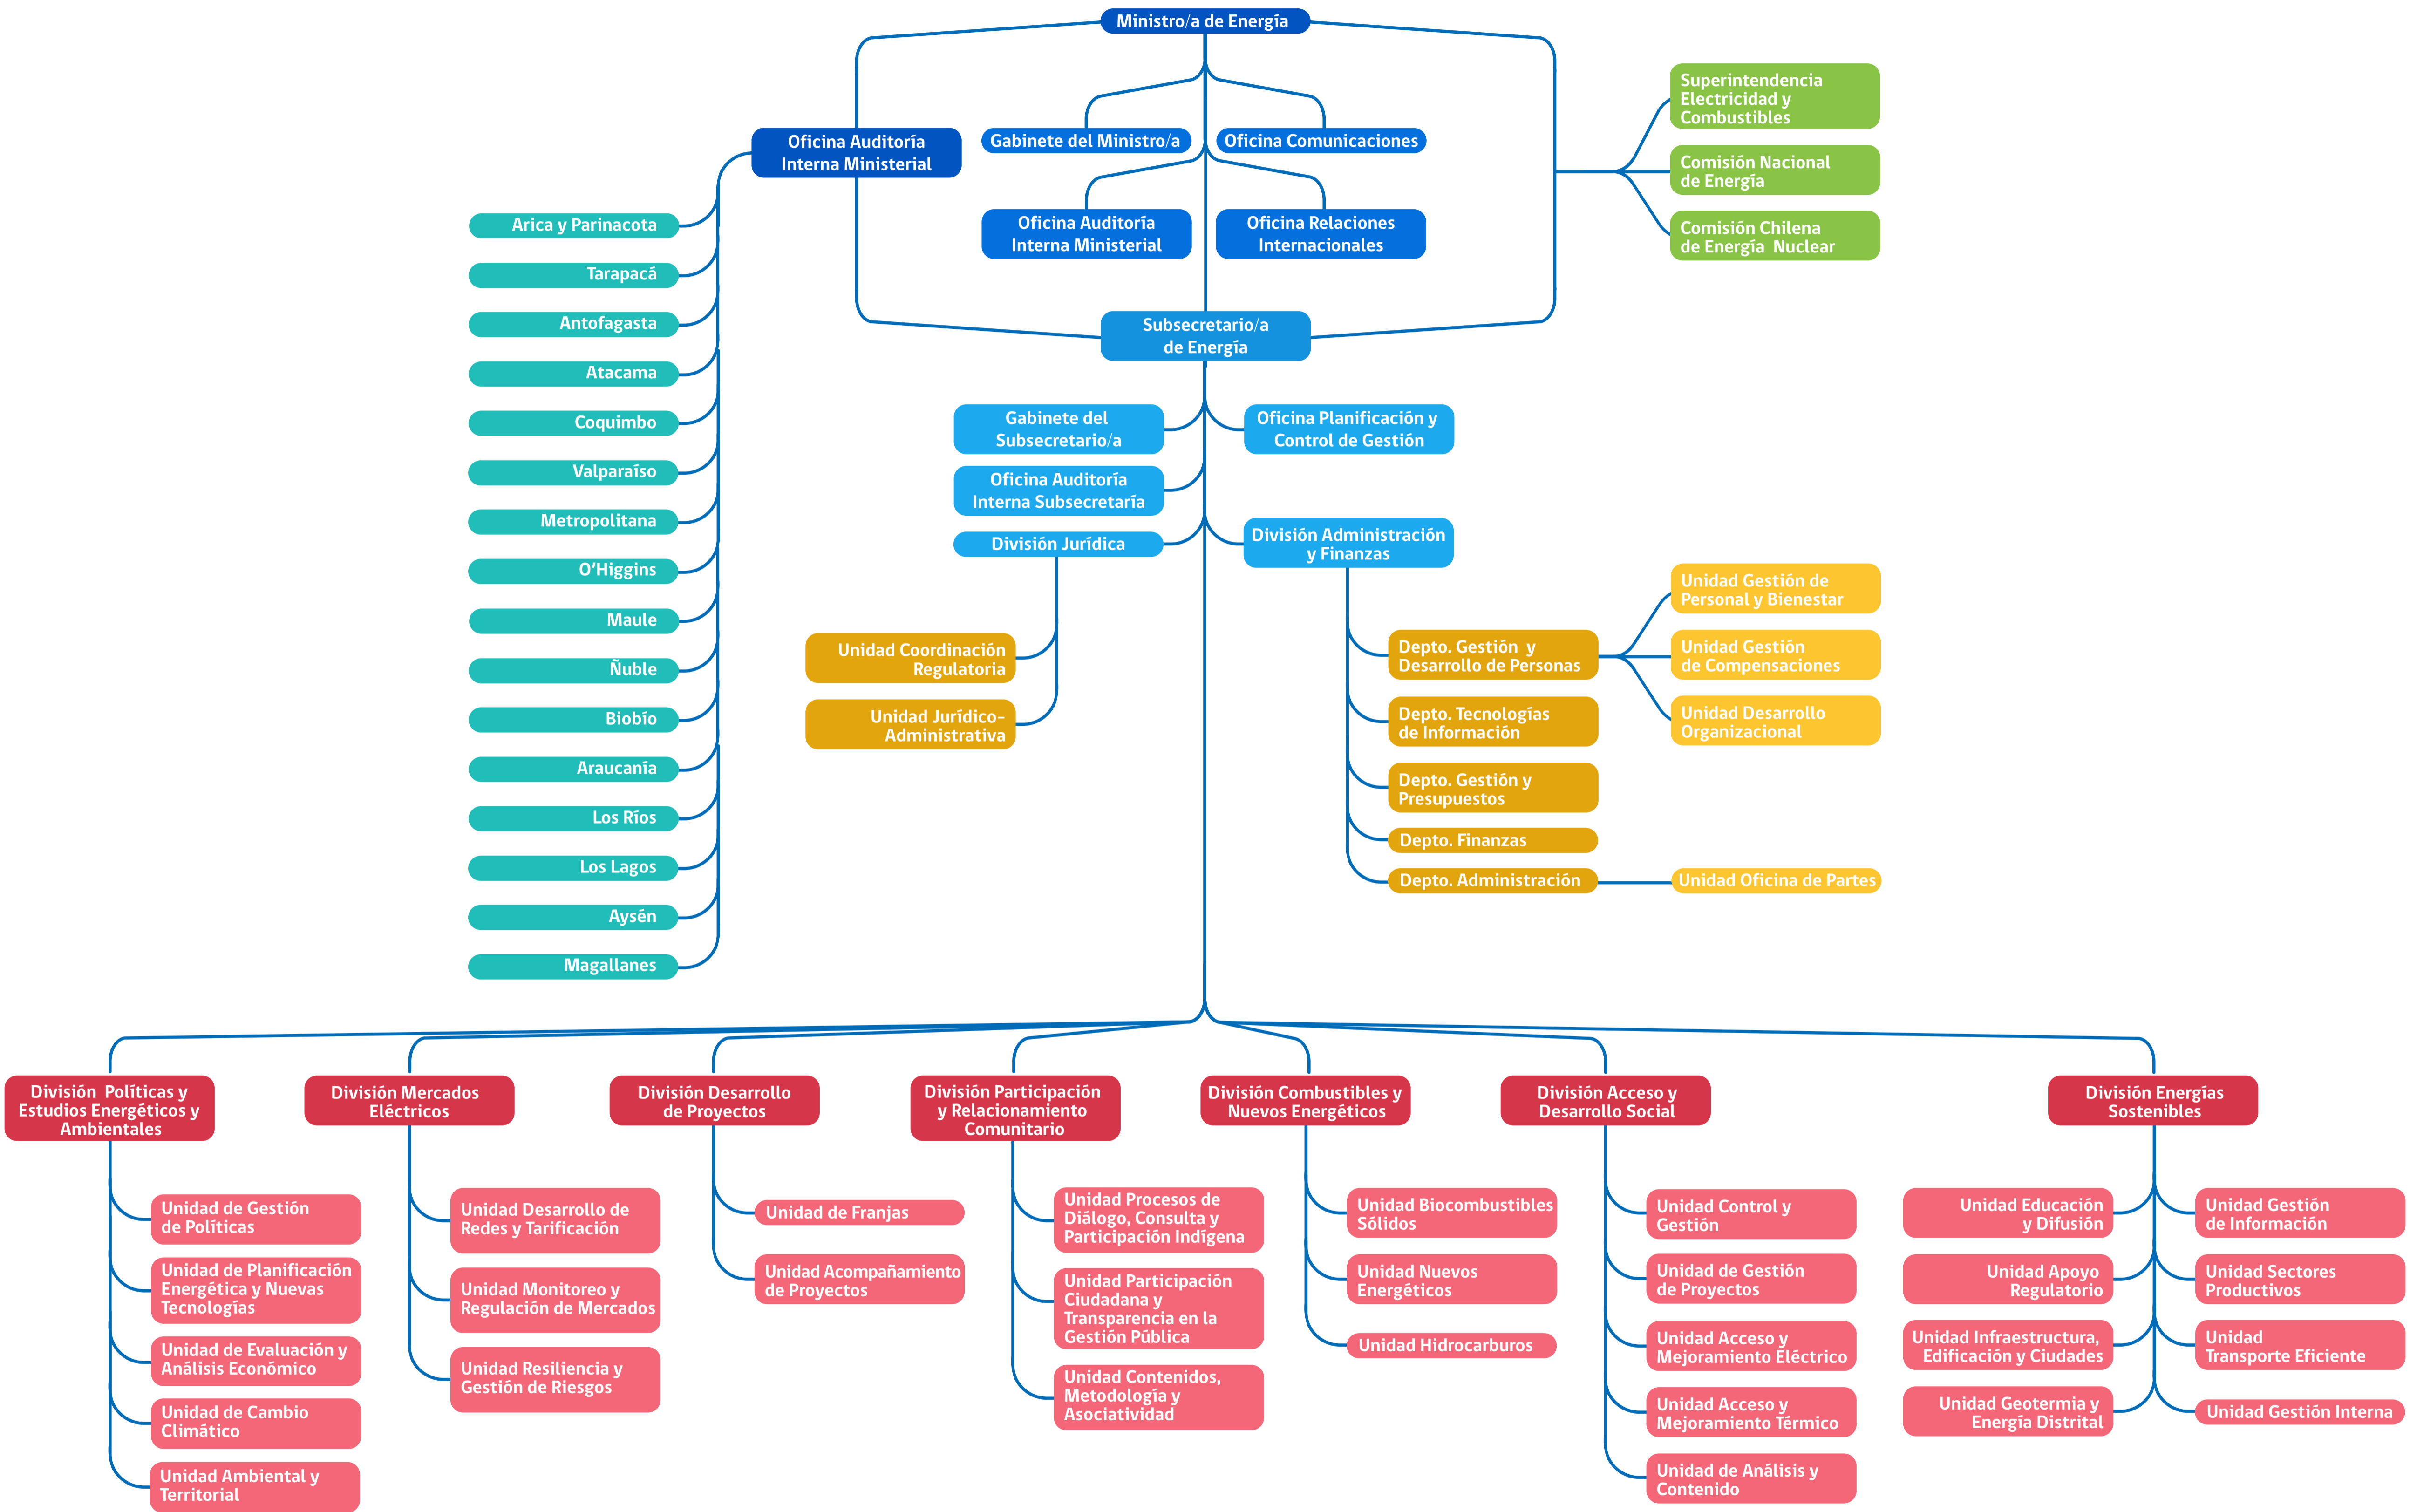 Ministro/a de Energía
Oficina Auditoría
Interna Ministerial
Gabinete del Ministro/a
Oficina Comunicaciones
Oficina Auditoría
Interna Ministerial
Oficina Relaciones
Internacionales
Superintendencia
Electricidad y
Combustibles
Comisión Nacional
de Energía
Comisión Chilena
de Energía  Nuclear
Arica y Parinacota
Tarapacá
Antofagasta
Atacama
Coquimbo
Valparaíso
Metropolitana
O’Higgins
Maule
Ñuble
Biobío
Araucanía
Los Ríos
Los Lagos
Aysén
Magallanes
Subsecretario/a
de Energía
Gabinete del
Subsecretario/a
Oficina Planificación y
Control de Gestión
Oficina Auditoría
Interna Subsecretaría
División Jurídica
División Administración
y Finanzas
Unidad Coordinación
Regulatoria
Unidad Jurídico-
Administrativa
Depto. Gestión  y
Desarrollo de Personas
Depto. Tecnologías
de Información
Depto. Gestión y
Presupuestos
Depto. Finanzas
Depto. Administración
Unidad Gestión de
Personal y Bienestar
Unidad Gestión
de Compensaciones
Unidad Desarrollo
Organizacional
Unidad Oficina de Partes
División  Políticas y
Estudios Energéticos y
Ambientales
Unidad de Gestión
de Políticas
Unidad de Planificación
Energética y Nuevas
Tecnologías
Unidad de Evaluación y
Análisis Económico
Unidad de Cambio
Climático
Unidad Ambiental y
Territorial
División Mercados
Eléctricos
Unidad Desarrollo de
Redes y Tarificación
Unidad Monitoreo y
Regulación de Mercados
Unidad Resiliencia y
Gestión de Riesgos
División Desarrollo
de Proyectos
Unidad de Franjas
Unidad Acompañamiento
de Proyectos
División Participación
y Relacionamiento
Comunitario
Unidad Procesos de
Diálogo, Consulta y
Participación Indígena
Unidad Participación
Ciudadana y
Transparencia en la
Gestión Pública
Unidad Contenidos,
Metodología y
Asociatividad
División Combustibles y
Nuevos Energéticos
Unidad Biocombustibles
Sólidos
Unidad Nuevos
Energéticos
Unidad Hidrocarburos
División Acceso y
Desarrollo Social
Unidad Control y
Gestión
Unidad de Gestión
de Proyectos
Unidad Acceso y
Mejoramiento Eléctrico
Unidad Acceso y
Mejoramiento Térmico
Unidad de Análisis y
Contenido
División Energías
Sostenibles
Unidad Educación
y Difusión
Unidad Apoyo
Regulatorio
Unidad Infraestructura,
Edificación y Ciudades
Unidad Geotermia y
Energía Distrital
Unidad Gestión
de Información
Unidad Sectores
Productivos
Unidad
Transporte Eficiente
Unidad Gestión Interna